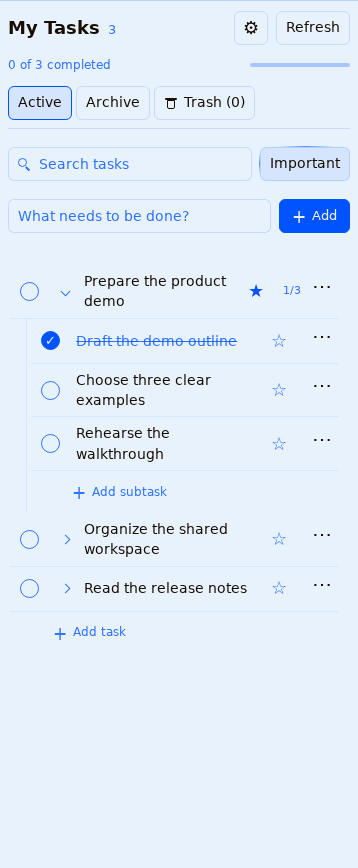 My Tasks 3
Refresh
0 of 3 completed
Active
Archive
Trash (0)
Search tasks
Important
What needs to be done?
+ Add
Prepare the product
demo
1/3
Draft the demo outline
Choose three clear
examples
Rehearse the
walkthrough
+ Add subtask
Organize the shared
workspace
Read the release notes
+ Add task